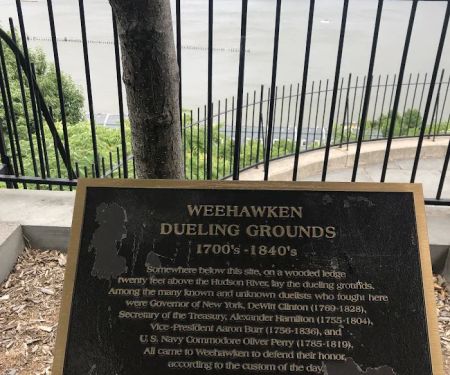 WEEHAWKEN
DUELING GROUNDS
1700's - 1840's
Somewhere below this site, on a wooded ledge
twenty feet above the Hudson River, lay the dueling grounds.
Among the many known and unknown duelists who fought here
were Governor of New York, DeWitt Clinton (1769-1828),
Secretary of the Treasury, Alexander Hamilton (1755-1804),
Vice-President Aaron Burr (1756-1836), and
U. S. Navy Commodore Oliver Perry (1785-1819).
All came to Weehawken to defend their honor,
according to the custom of the day.